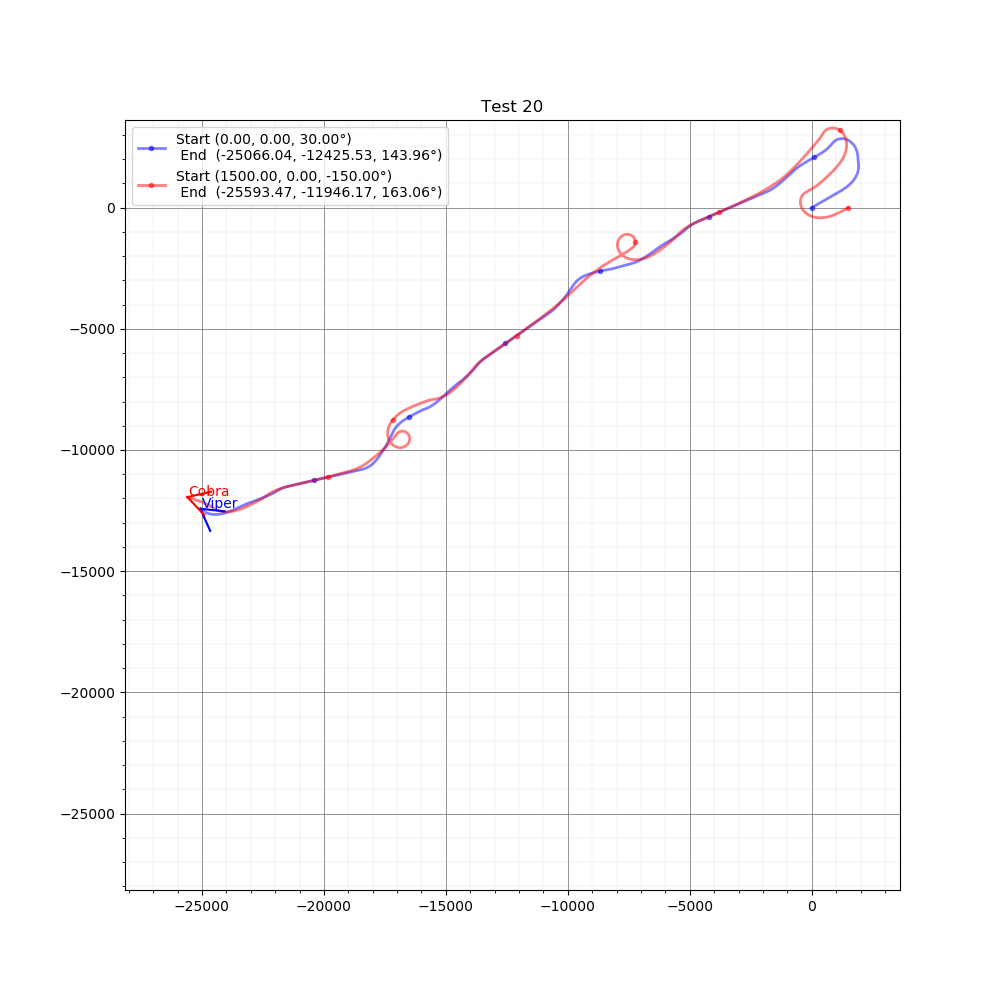 Test 20
Start (0.00, 0.00, 30.00°)
End  (-25066.04, -12425.53, 143.96°)
Start (1500.00, 0.00, -150.00°)
End  (-25593.47, -11946.17, 163.06°)
0
−5000
−10000
Cobra
Viper
−15000
−20000
−25000
−25000 −20000 −15000 −10000 −5000 0